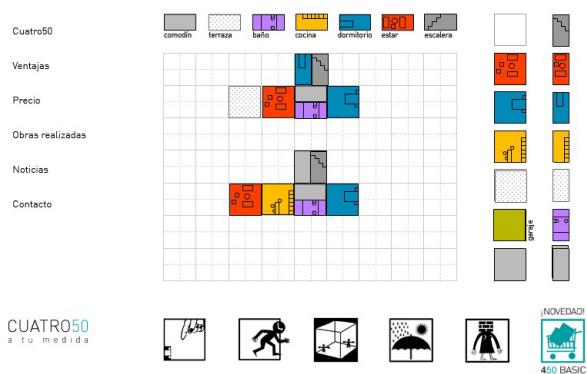 Cuatro50
Ventajas
Precio
Obras realizadas
Noticias
Contacto
comodín terraza baño cocina dormitorio estar escalera
garaje
CUATRO50
a tu medida
¡NOVEDAD!
450 BASIC